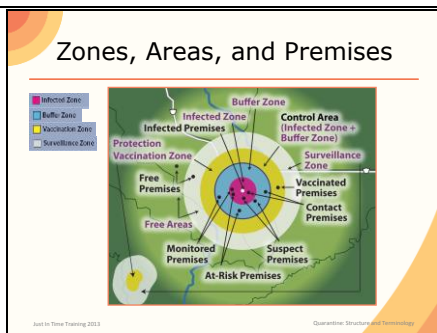 Zones, Areas, and Premises
Infected Zone
Buffer Zone
Vaccination Zone
Surveillance Zone
Buffer Zone
Infected Zone
Infected Premises
Control Area
(Infected Zone +
Buffer Zone)
Protection
Vaccination Zone
Surveillance
Zone
Free
Premises
Vaccinated
Premises
Contact
Premises
Free Areas
Monitored
Premises
Suspect
Premises
At-Risk Premises
Just In Time Training 2013
Quarantine: Structure and Terminology